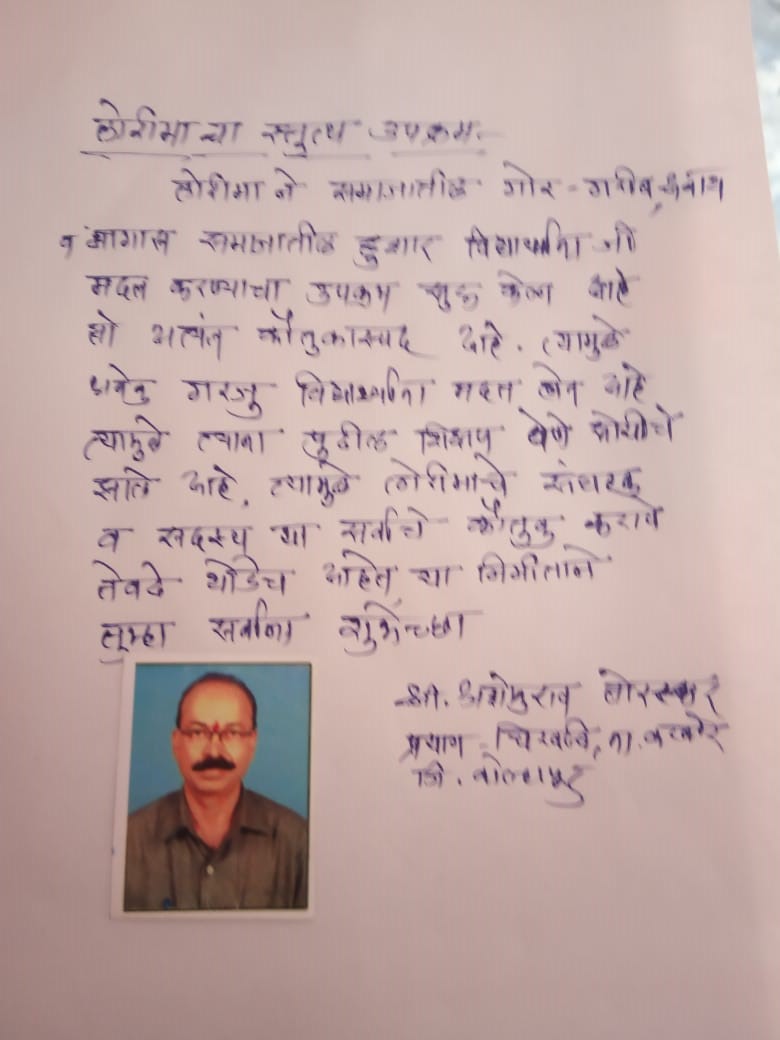 लोरीमाचा स्तुत्य उपक्रम.
लोरीमा ने समाजातील गोर - गरीब, अनाथ
व मागास समाजातील हुशार विद्यार्थ्यांना जी
मदत करण्याचा उपक्रम सुरू केला आहे
तो अत्यंत कौतुकास्पद आहे. त्यामुळे
अनेक गरजू विद्यार्थ्यांना मदत होत आहे
त्यामुळे त्यांना पुढील शिक्षण घेणे सोयीचे
झाले आहे. त्यामुळे लोरीमाचे संचालक
व सदस्य या सर्वांचे कौतुक करावे
तेवढे थोडेच आहेत या निमीत्ताने
तुम्हा सर्वांना शुभेच्छा
श्री. बोरस्कर
प्रयाग - चिखली, ता. करवीर
जि. कोल्हापूर